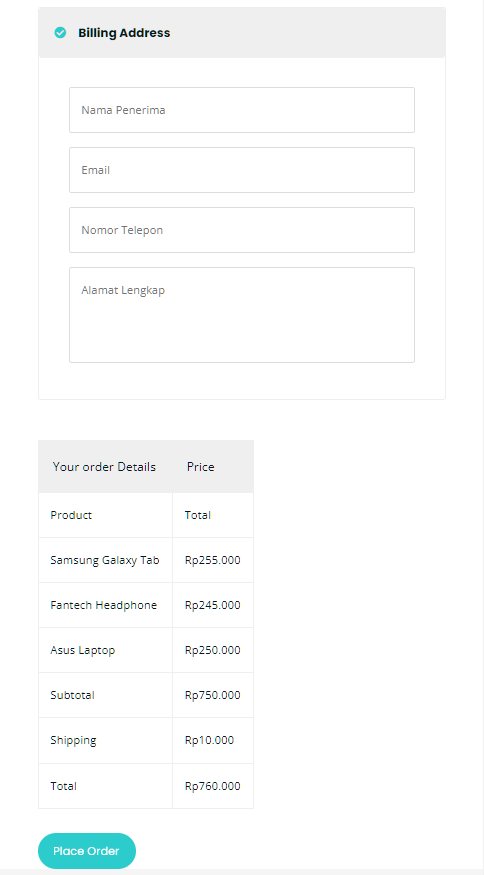 Billing Address
Nama Penerima
Email
Nomor Telepon
Alamat Lengkap
Your order Details Price
Product Total
Samsung Galaxy Tab Rp255.000
Fantech Headphone Rp245.000
Asus Laptop Rp250.000
Subtotal Rp750.000
Shipping Rp10.000
Total Rp760.000
Place Order